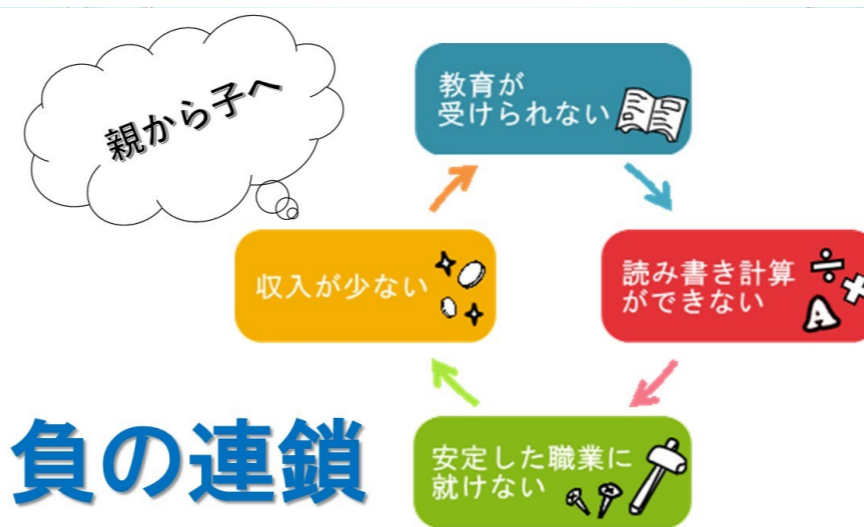 親から子へ
教育が
受けられない
収入が少ない
読み書き計算
ができない
A
安定した職業に
就けない
負の連鎖